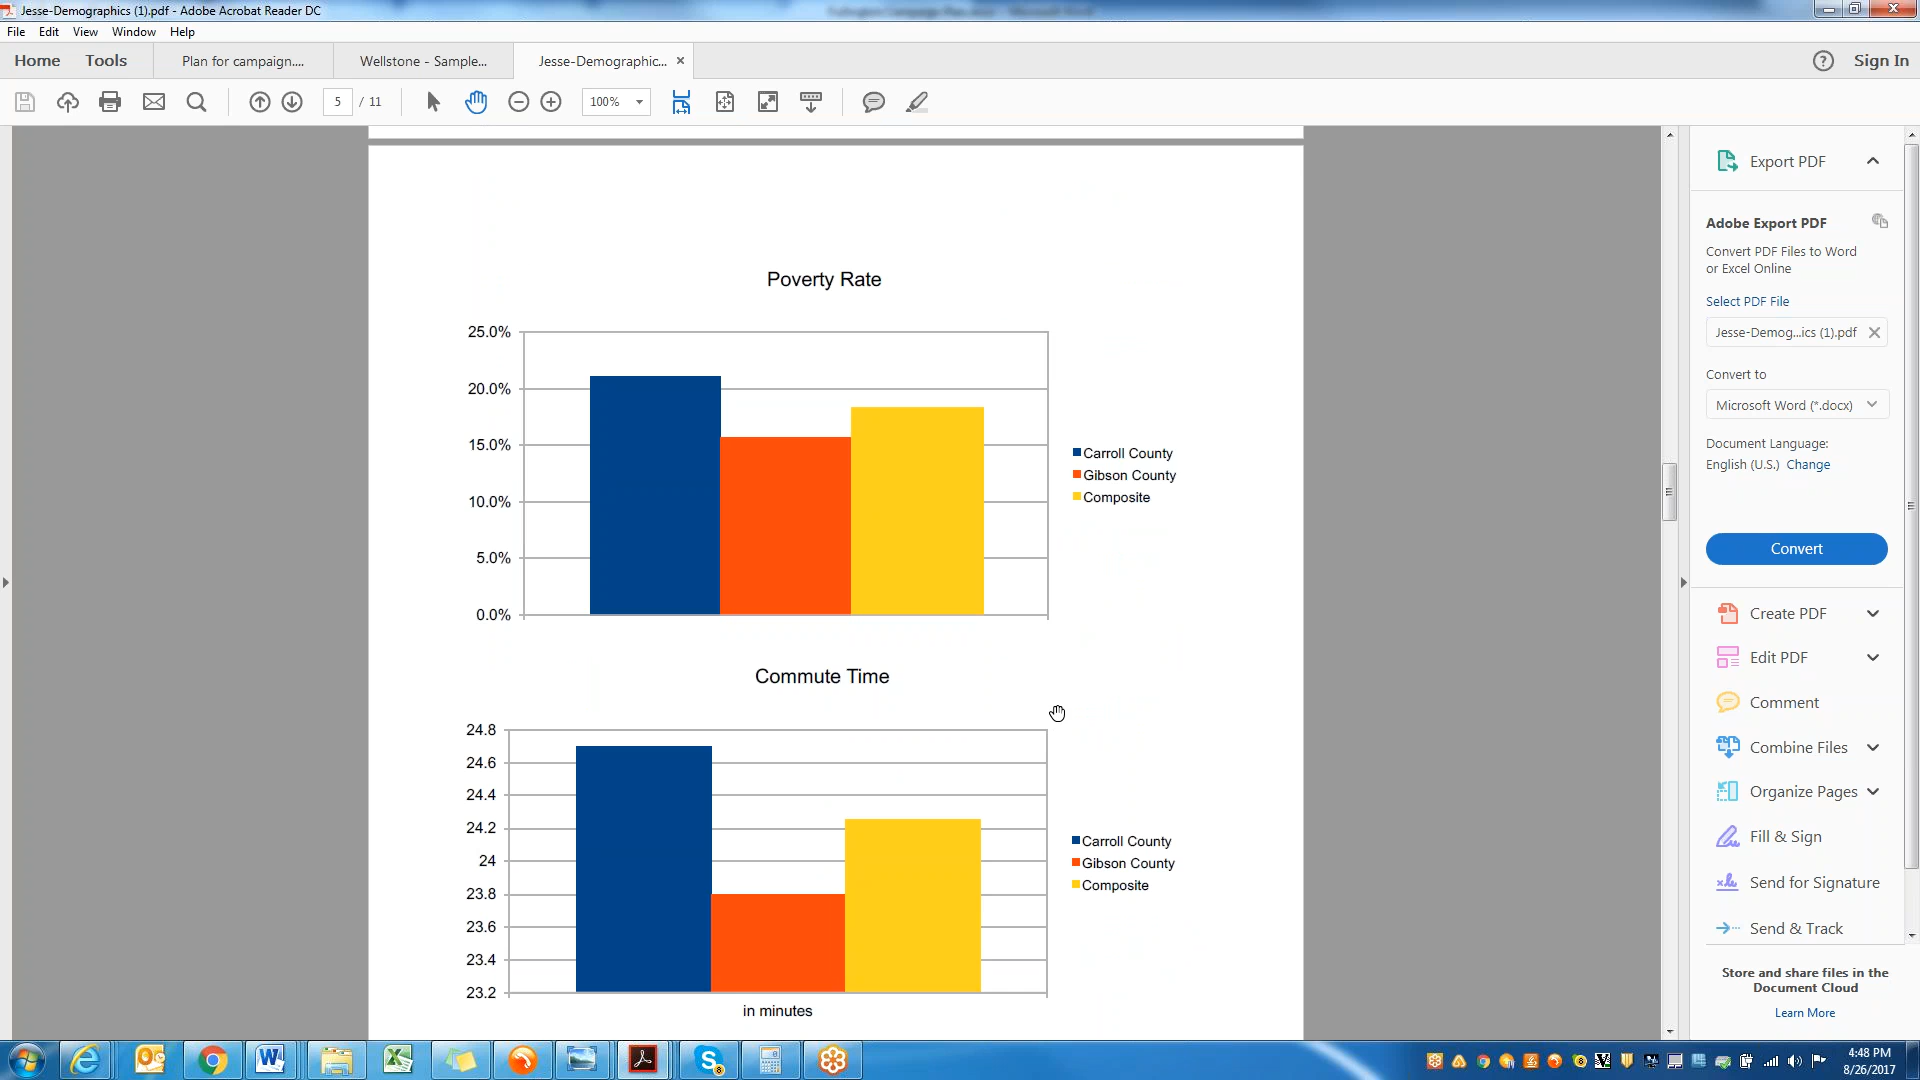 Jesse-Demographics (1).pdf - Adobe Acrobat Reader DC
File Edit View Window Help
Home Tools Plan for campaign.... Wellstone - Sample... Jesse-Demographic... ×
Sign In
5 / 11 100%
Poverty Rate
25.0%
20.0%
15.0%
10.0%
5.0%
0.0%
Carroll County
Gibson County
Composite
Commute Time
24.8
24.6
24.4
24.2
24
23.8
23.6
23.4
23.2
in minutes
Carroll County
Gibson County
Composite
Export PDF
Adobe Export PDF
Convert PDF Files to Word
or Excel Online
Select PDF File
Jesse-Demog...ics (1).pdf
Convert to
Microsoft Word (*.docx)
Document Language:
English (U.S.) Change
Convert
Create PDF
Edit PDF
Comment
Combine Files
Organize Pages
Fill & Sign
Send for Signature
Send & Track
Store and share files in the
Document Cloud
Learn More
4:48 PM
8/26/2017